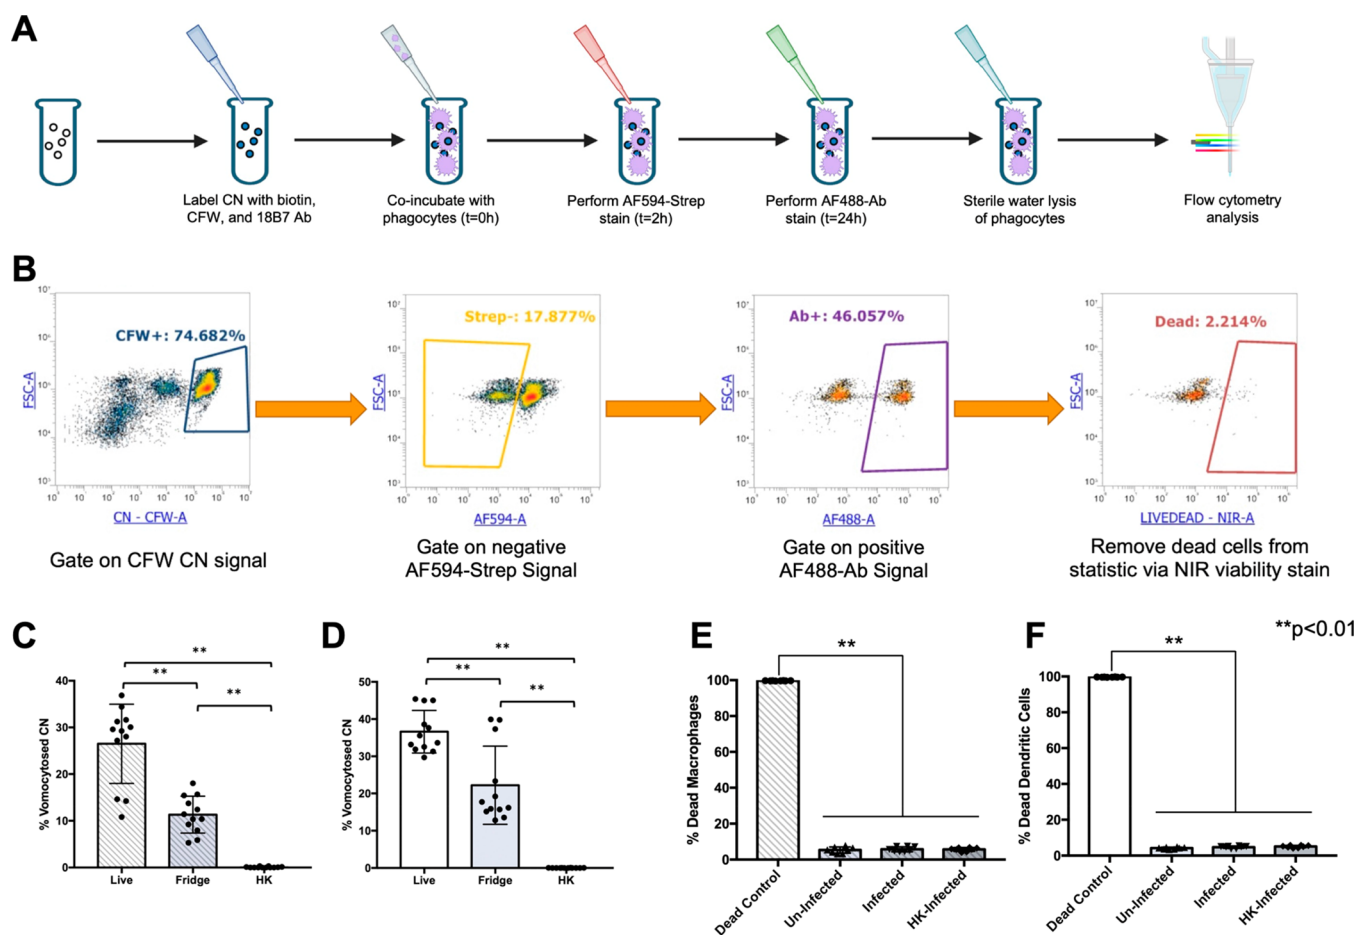 A
Label CN with biotin,
CFW, and 18B7 Ab
Co-incubate with
phagocytes (t=0h)
Perform AF594-Strep
stain (t=2h)
Perform AF488-Ab
stain (t=24h)
Sterile water lysis
of phagocytes
Flow cytometry
analysis
B
CFW+: 74.682%
FSC-A
CN - CFW-A
Gate on CFW CN signal
Strep-: 17.877%
FSC-A
AF594-A
Gate on negative
AF594-Strep Signal
Ab+: 46.057%
FSC-A
AF488-A
Gate on positive
AF488-Ab Signal
Dead: 2.214%
FSC-A
LIVEDEAD - NIR-A
Remove dead cells from
statistic via NIR viability stain
C
% Vomocytosed CN
40
30
20
10
0
**
**
**
Live
Fridge
HK
D
% Vomocytosed CN
50
40
30
20
10
0
**
**
**
Live
Fridge
HK
E
% Dead Macrophages
100
80
60
40
20
0
**
Dead Control
Un-Infected
Infected
HK-Infected
F
**p<0.01
% Dead Dendritic Cells
100
80
60
40
20
0
**
Dead Control
Un-Infected
Infected
HK-Infected